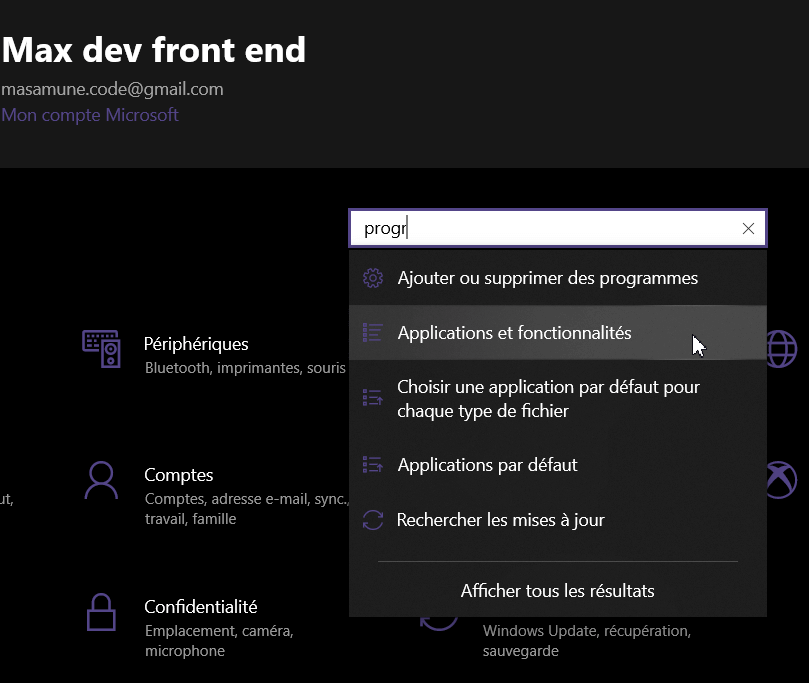 Max dev front end
masamune.code@gmail.com
Mon compte Microsoft
progr
Ajouter ou supprimer des programmes
Applications et fonctionnalités
Choisir une application par défaut pour
chaque type de fichier
Applications par défaut
Rechercher les mises à jour
Afficher tous les résultats
Périphériques
Bluetooth, imprimantes, souris
Comptes
Comptes, adresse e-mail, sync.,
travail, famille
Confidentialité
Emplacement, caméra,
microphone
Windows Update, récupération,
sauvegarde